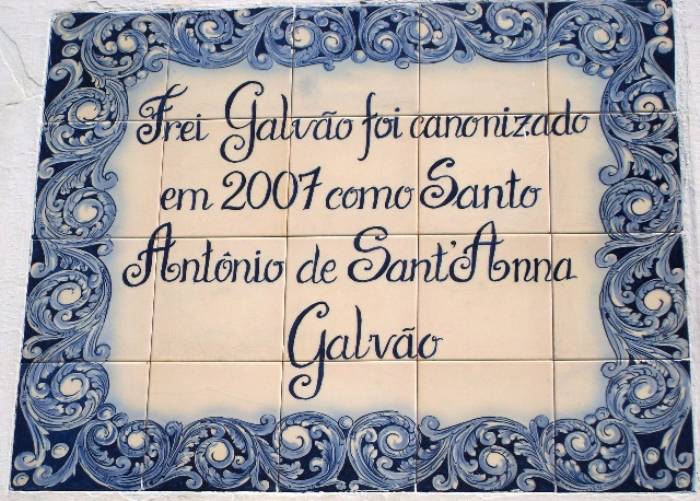 Frei Galvão foi canonizado
em 2007 como Santo
Antônio de Sant'Anna
Galvão